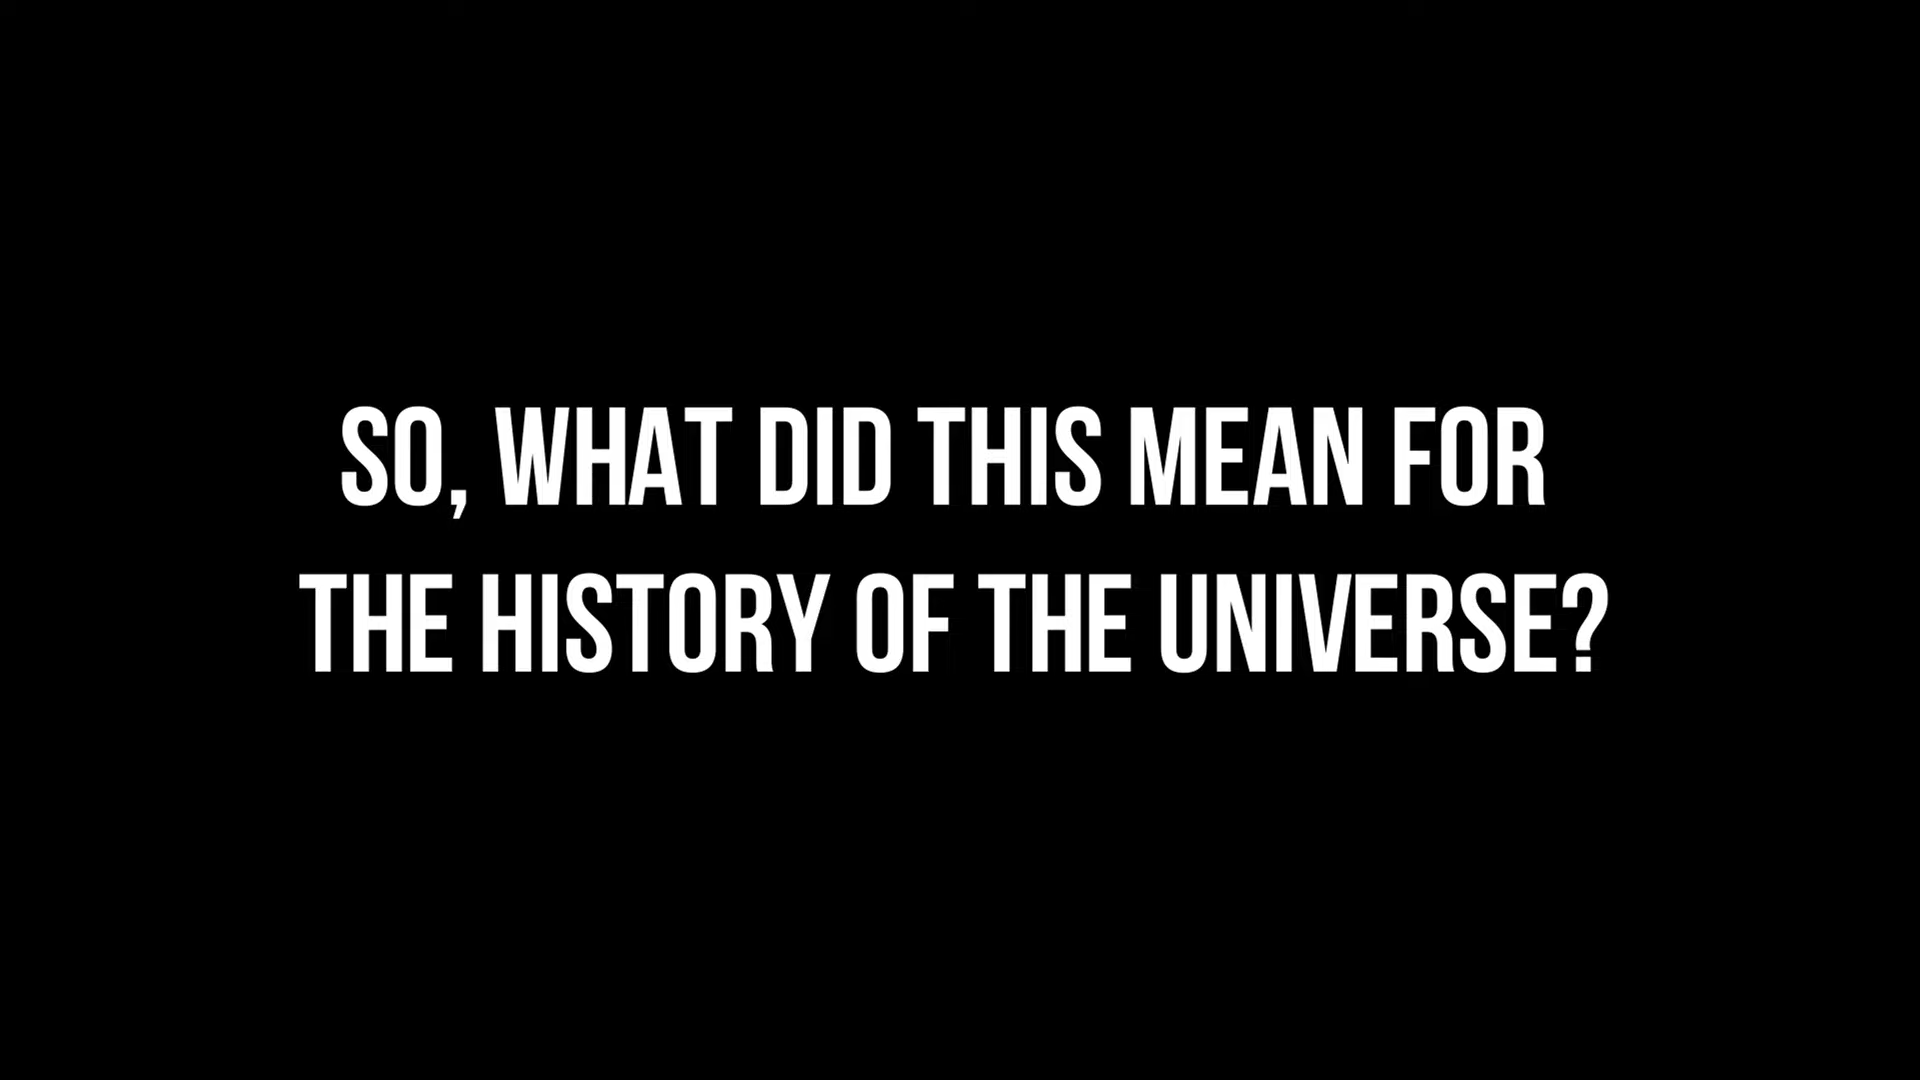 SO, WHAT DID THIS MEAN FOR
THE HISTORY OF THE UNIVERSE?